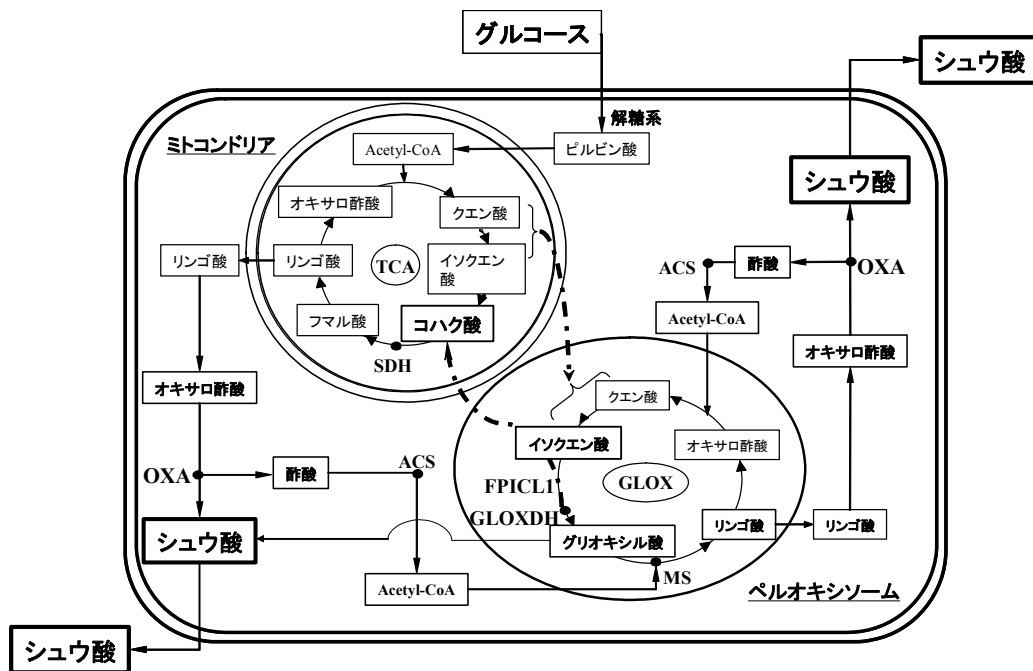 グルコース
シュウ酸
解糖系
ミトコンドリア
Acetyl-CoA
ピルビン酸
シュウ酸
オキサロ酢酸
クエン酸
リンゴ酸
リンゴ酸
TCA
イソクエン
酸
ACS
酢酸
OXA
フマル酸
コハク酸
Acetyl-CoA
SDH
オキサロ酢酸
オキサロ酢酸
クエン酸
イソクエン酸
オキサロ酢酸
OXA
酢酸
ACS
FPICL1
GLOX
GLOXDH
シュウ酸
グリオキシル酸
リンゴ酸
リンゴ酸
Acetyl-CoA
MS
ペルオキシソーム
シュウ酸